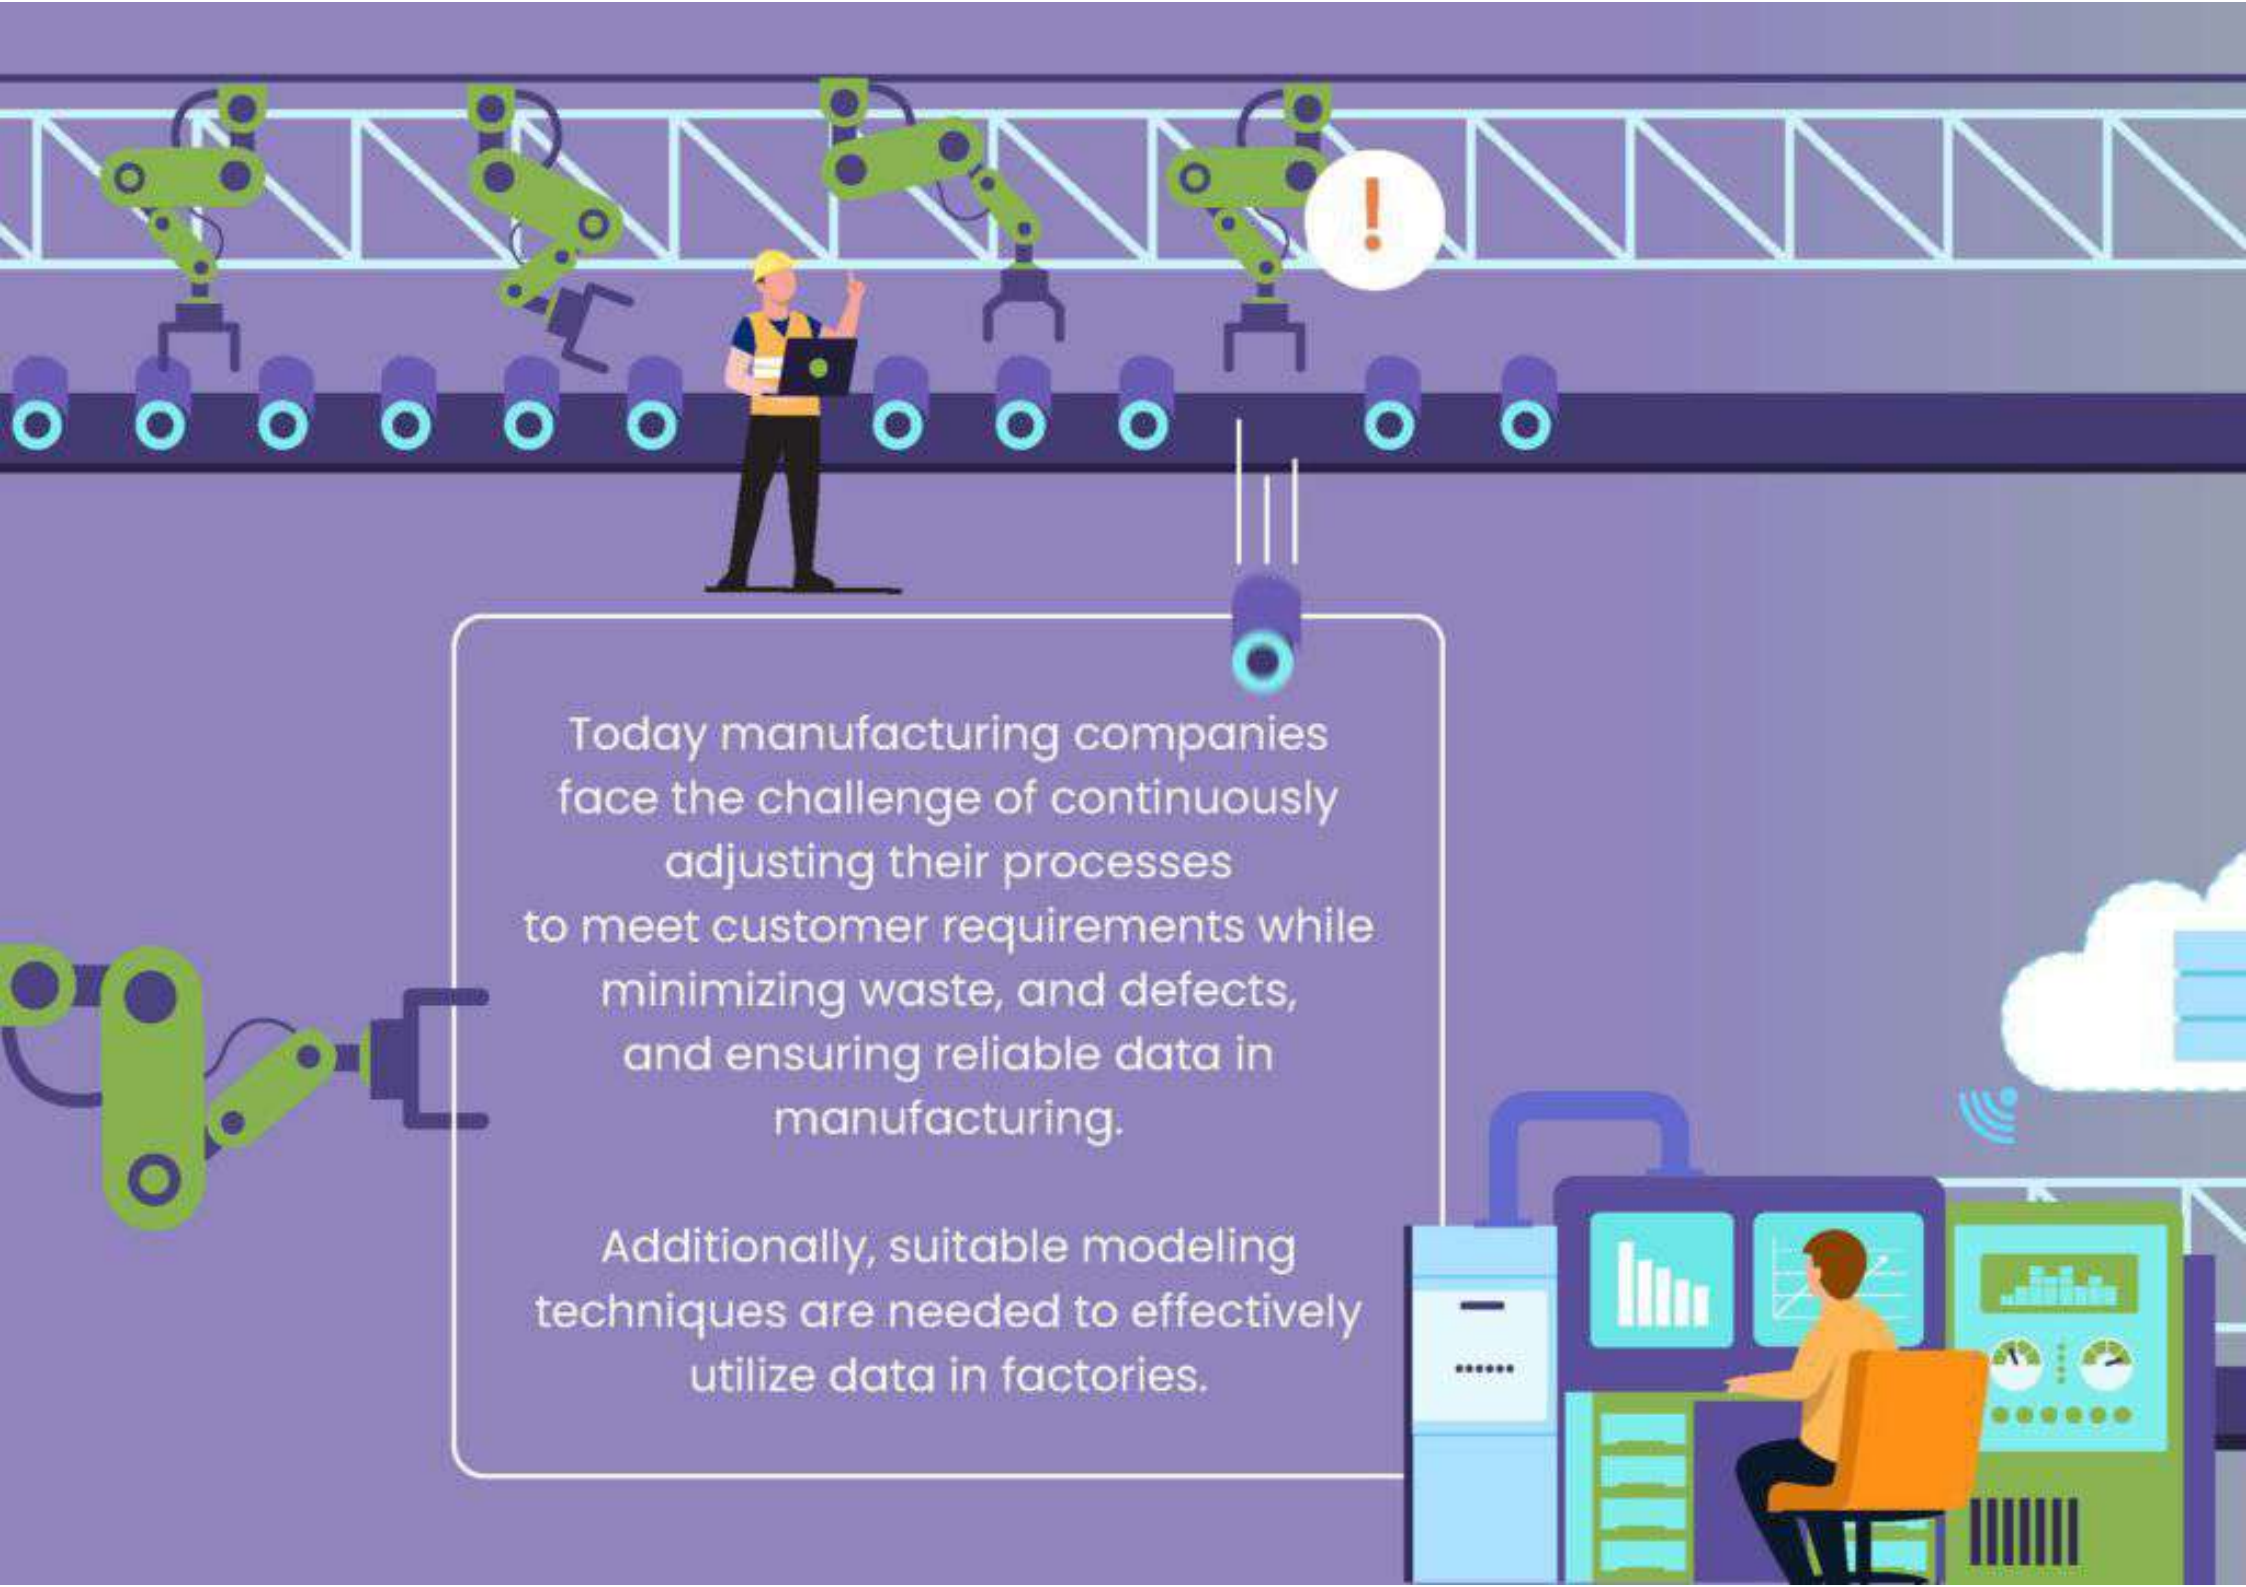 !
Today manufacturing companies
face the challenge of continuously
adjusting their processes
to meet customer requirements while
minimizing waste, and defects,
and ensuring reliable data in
manufacturing.
Additionally, suitable modeling
techniques are needed to effectively
utilize data in factories.